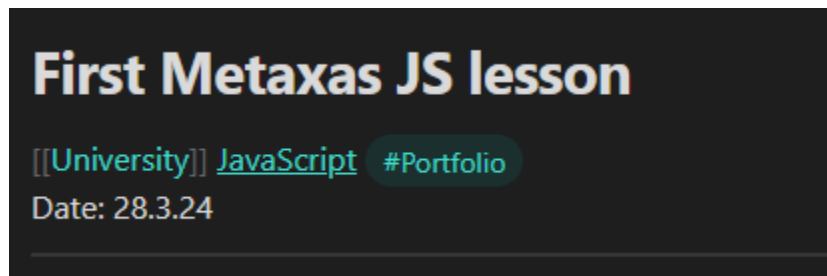 First Metaxas JS lesson
[[University]] JavaScript #Portfolio
Date: 28.3.24